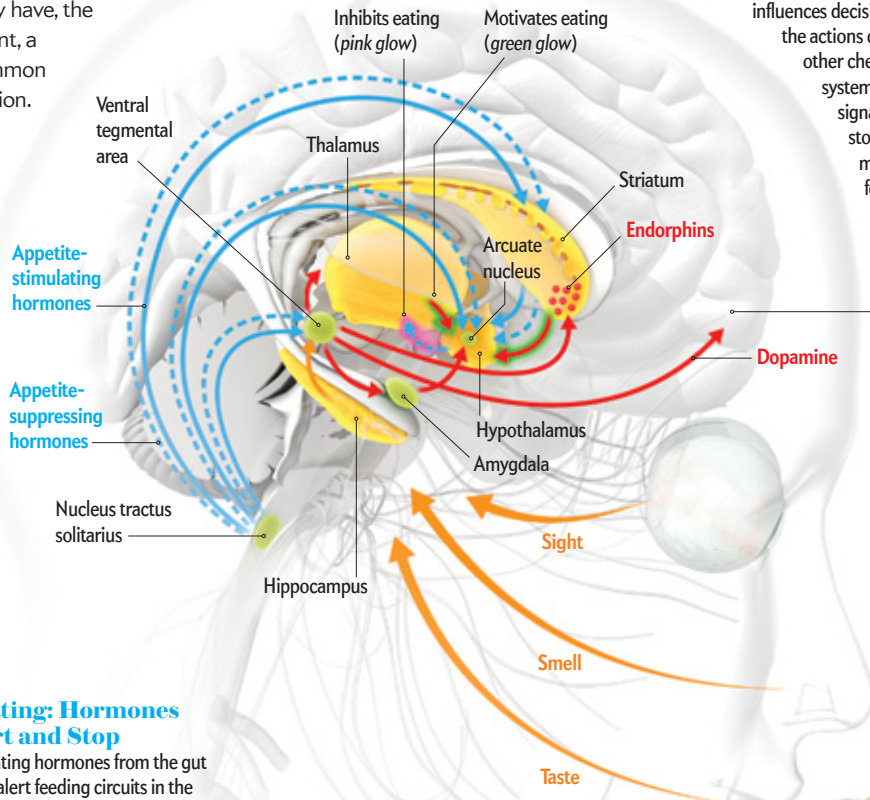 y have, the
nt, a
mmon
ion.
influences decisi
the actions o
other che
system
signa
sto
m
fe
Inhibits eating
(pink glow)
Motivates eating
(green glow)
Ventral
tegmental
area
Thalamus
Striatum
Endorphins
Arcuate
nucleus
Appetite-
stimulating
hormones
Dopamine
Appetite-
suppressing
hormones
Hypothalamus
Amygdala
Nucleus tractus
solitarius
Sight
Hippocampus
Smell
Taste
ting: Hormones
rt and Stop
ting hormones from the gut
alert feeding circuits in the